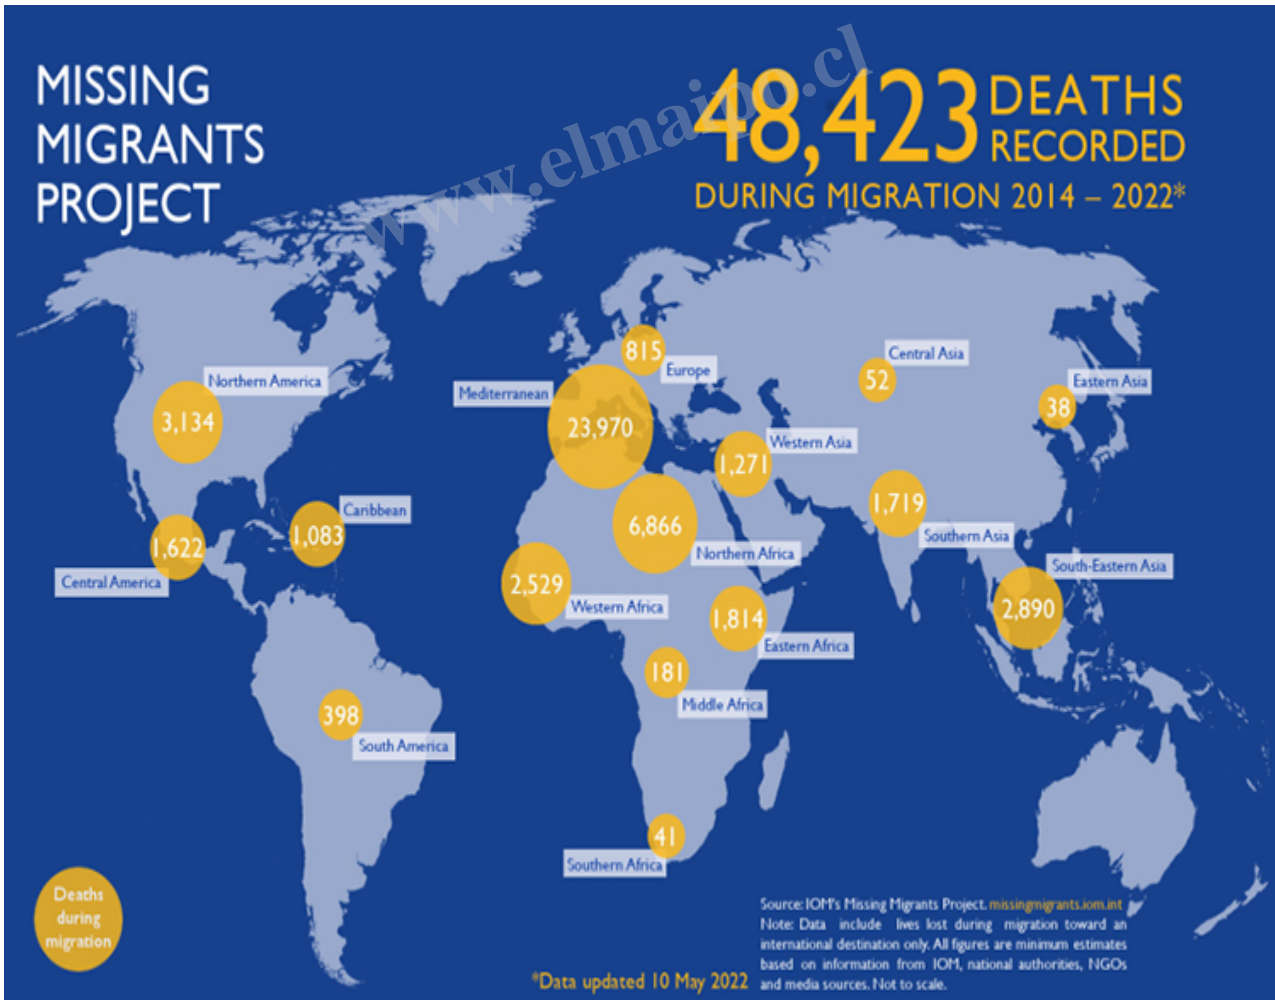 MISSING
MIGRANTS
PROJECT
48,423 DEATHS
RECORDED
DURING MIGRATION 2014 – 2022*
www.elmaipo.cl
815
Europe
Central Asia
52
Northern America
3,134
Mediterranean
23,970
Eastern Asia
38
Western Asia
1,271
Caribbean
1,083
1,719
Southern Asia
6,866
Northern Africa
1,622
Central America
South-Eastern Asia
2,890
2,529
Western Africa
1,814
Eastern Africa
181
Middle Africa
398
South America
41
Southern Africa
Deaths
during
migration
Source: IOM's Missing Migrants Project. missingmigrants.iom.int
Note: Data include lives lost during migration toward an
international destination only. All figures are minimum estimates
based on information from IOM, national authorities, NGOs
and media sources. Not to scale.
*Data updated 10 May 2022